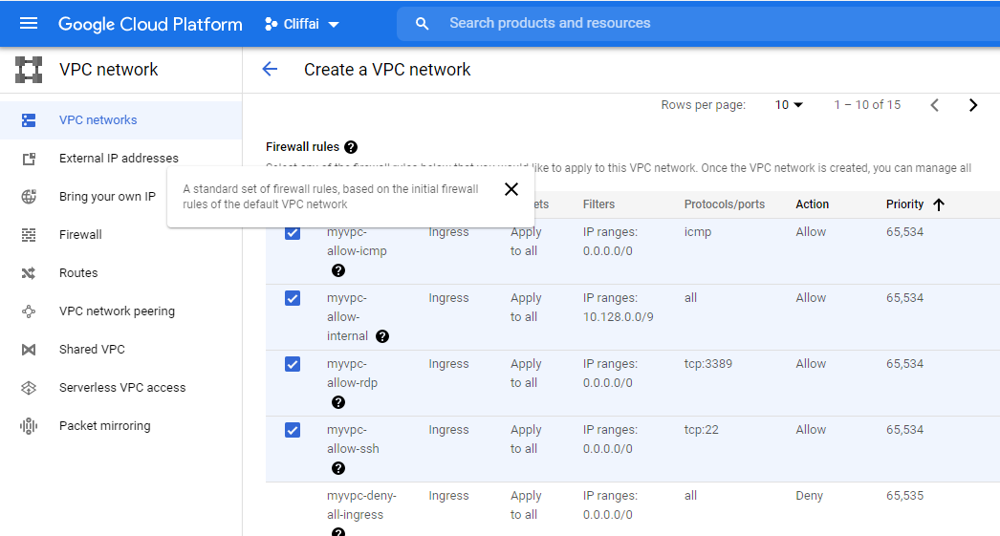 Google Cloud Platform
Cliffai
Search products and resources
VPC network
Create a VPC network
VPC networks
External IP addresses
Bring your own IP
Firewall
Routes
VPC network peering
Shared VPC
Serverless VPC access
Packet mirroring
Rows per page: 10 1 – 10 of 15
Firewall rules
would like to apply to this VPC network. Once the VPC network is created, you can manage all
A standard set of firewall rules, based on the initial firewall
rules of the default VPC network
Filters Protocols/ports Action Priority
myvpc- Ingress Apply IP ranges: icmp Allow 65,534
allow-icmp to all 0.0.0.0/0
myvpc- Ingress Apply IP ranges: all Allow 65,534
allow- to all 10.128.0.0/9
internal
myvpc- Ingress Apply IP ranges: tcp:3389 Allow 65,534
allow-rdp to all 0.0.0.0/0
myvpc- Ingress Apply IP ranges: tcp:22 Allow 65,534
allow-ssh to all 0.0.0.0/0
myvpc-deny- Ingress Apply IP ranges: all Deny 65,535
all-ingress to all 0.0.0.0/0